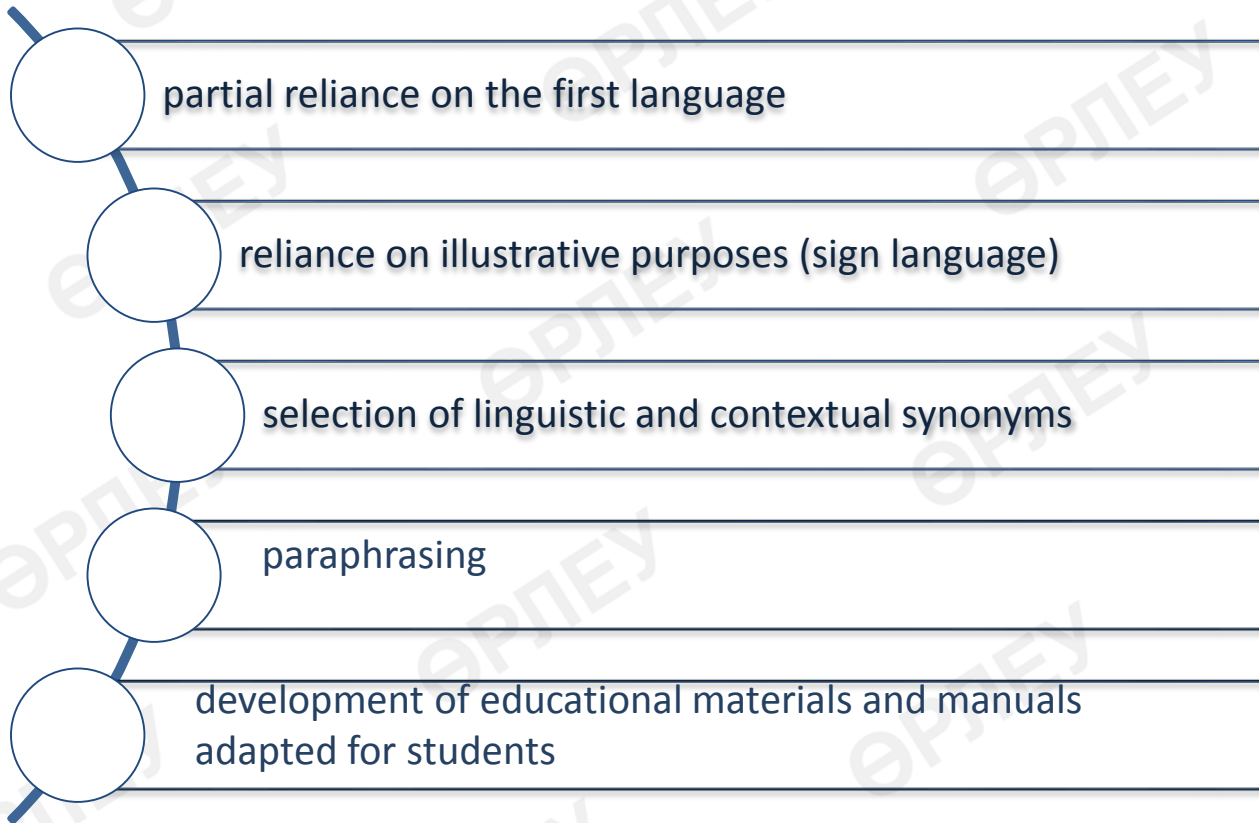 partial reliance on the first language
reliance on illustrative purposes (sign language)
selection of linguistic and contextual synonyms
paraphrasing
development of educational materials and manuals
adapted for students
ӨРЛЕУ